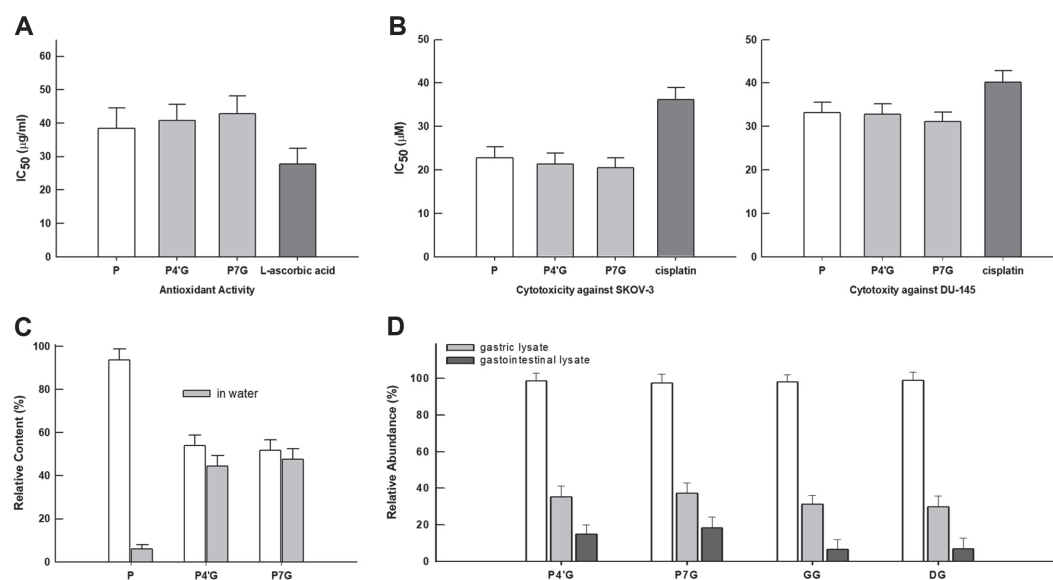 A
IC50 (μg/ml)
60
50
40
30
20
10
0
P P4'G P7G L-ascorbic acid
Antioxidant Activity
B
IC50 (μM)
50
40
30
20
10
0
P P4'G P7G cisplatin
Cytotoxicity against SKOV-3
50
40
30
20
10
0
P P4'G P7G cisplatin
Cytotoxity against DU-145
C
Relative Content (%)
100
80
60
40
20
0
in water
P P4'G P7G
D
Relative Abundance (%)
gastric lysate
gastointestinal lysate
100
80
60
40
20
0
P4'G P7G GG DG